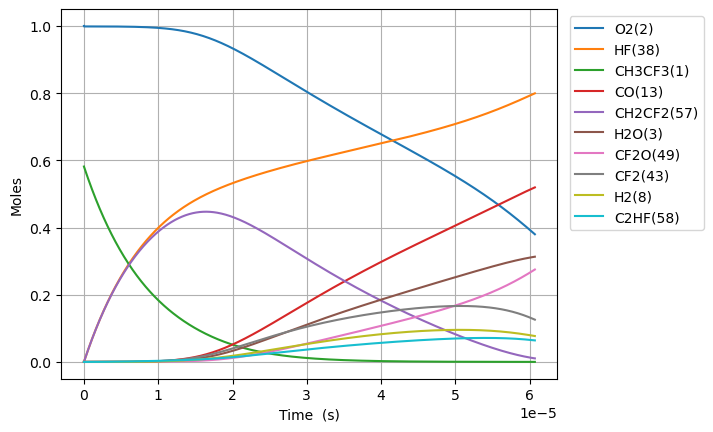 1.0
0.8
0.6
0.4
0.2
0.0
Moles
0 1 2 3 4 5 6
1e-5
Time  (s)
O2(2)
HF(38)
CH3CF3(1)
CO(13)
CH2CF2(57)
H2O(3)
CF2O(49)
CF2(43)
H2(8)
C2HF(58)